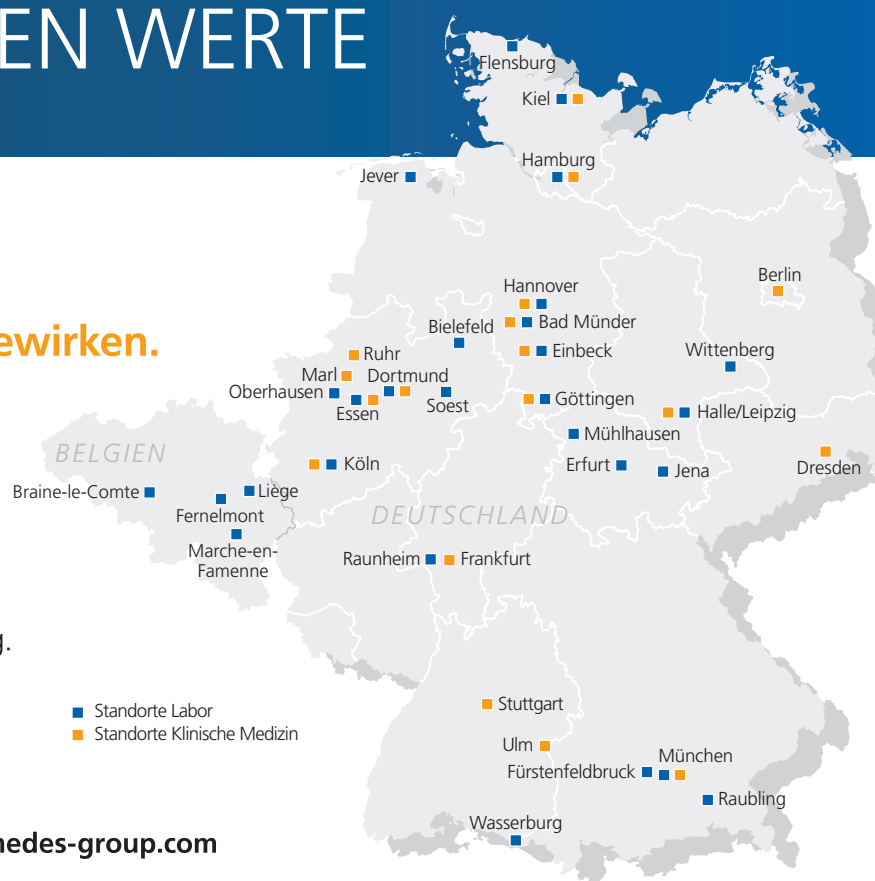 EN WERTE
Flensburg
Kiel
Hamburg
Jever
Berlin
Hannover
Bad Münder
Bielefeld
ewirken.
Einbeck
Wittenberg
Ruhr
Marl
Dortmund
Oberhausen
Essen
Soest
Göttingen
Halle/Leipzig
Mühlhausen
BELGIEN
Köln
Erfurt
Jena
Dresden
Braine-le-Comte
Liège
Fernelmont
DEUTSCHLAND
Marche-en-
Famenne
Raunheim
Frankfurt
g.
Standorte Labor
Standorte Klinische Medizin
Stuttgart
Ulm
München
Fürstenfeldbruck
Raubling
Wasserburg
medes-group.com